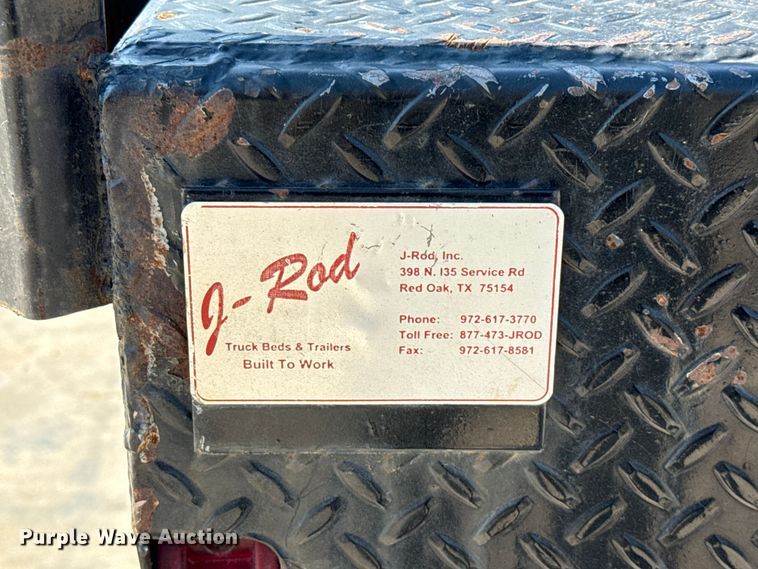 J-Rod
Truck Beds & Trailers
Built To Work
J-Rod, Inc.
398 N. I35 Service Rd
Red Oak, TX 75154
Phone: 972-617-3770
Toll Free: 877-473-JROD
Fax: 972-617-8581
Purple Wave Auction